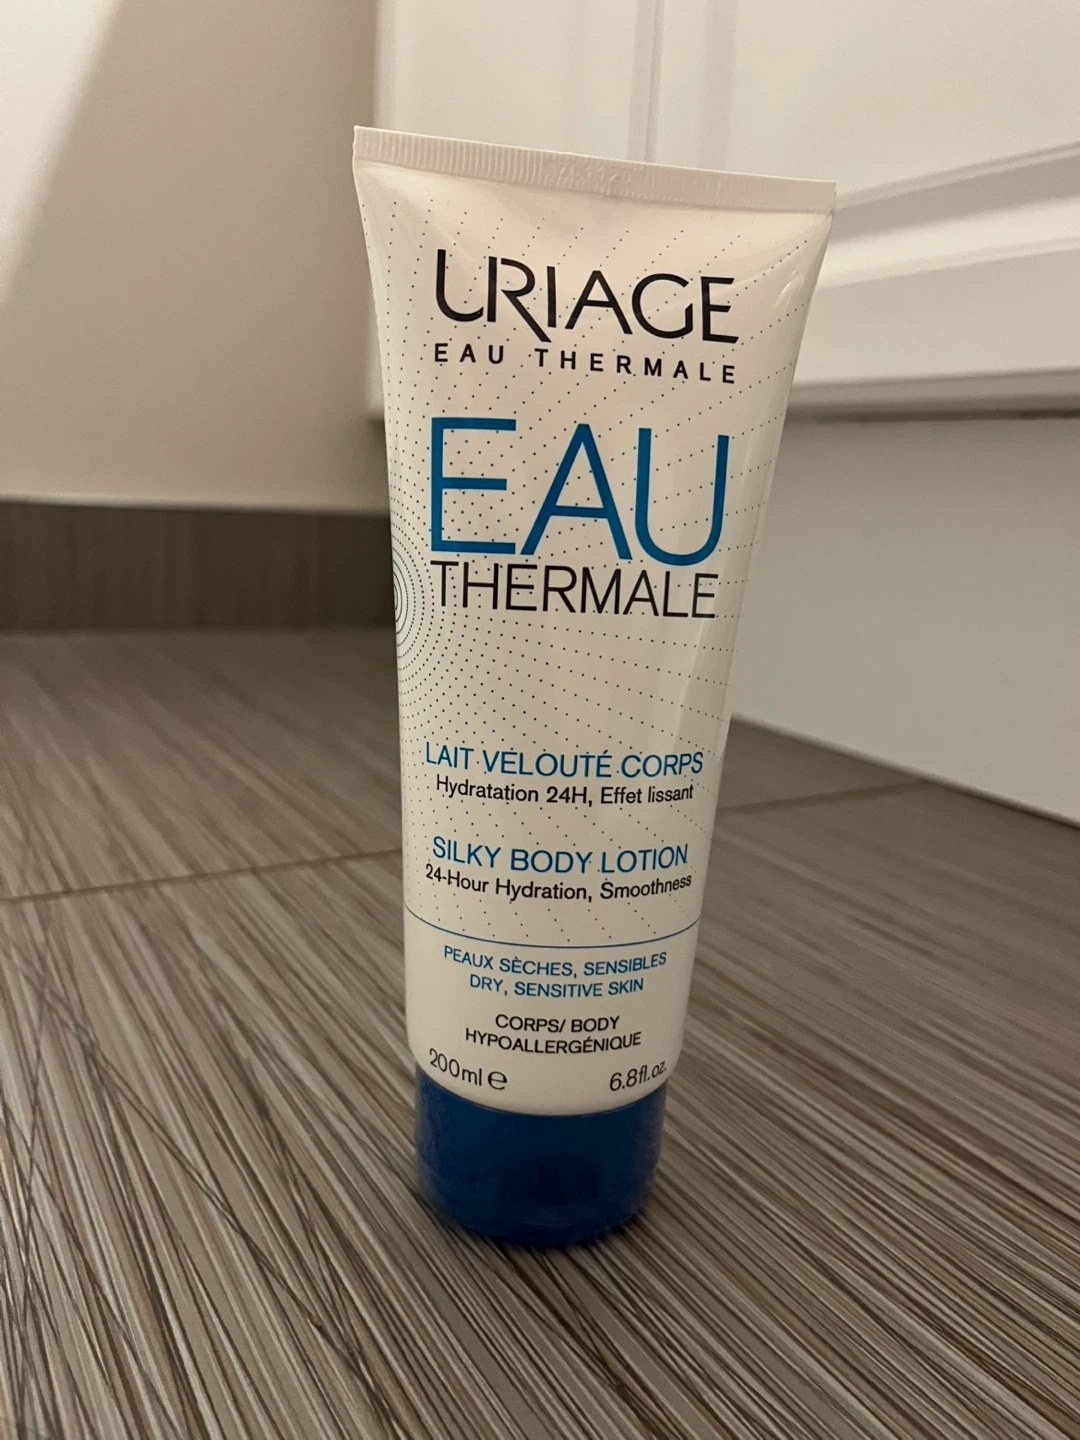 URIAGE
EAU THERMALE
EAU
THERMALE
LAIT VELOUTÉ CORPS
Hydratation 24H, Effet lissant
SILKY BODY LOTION
24-Hour Hydration, Smoothness
PEAUX SÈCHES, SENSIBLES
DRY, SENSITIVE SKIN
CORPS/ BODY
HYPOALLERGÉNIQUE
200ml e 6.8fl.oz.